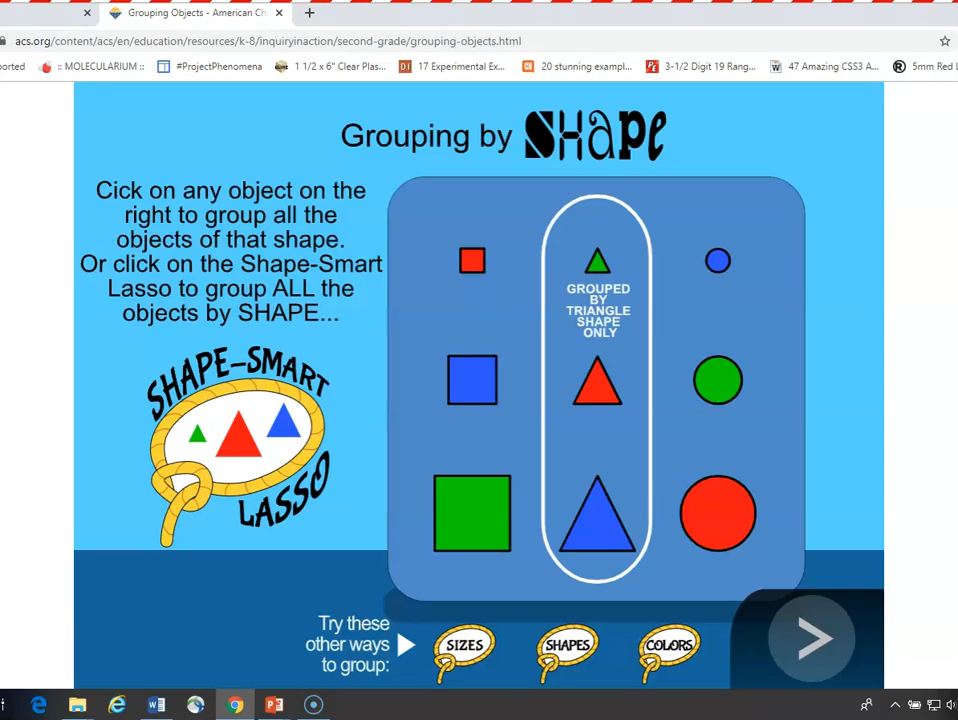 Grouping Objects - American Ch
acs.org/content/acs/en/education/resources/k-8/inquiryinaction/second-grade/grouping-objects.html
orted
:: MOLECULARIUM ::
#ProjectPhenomena
1 1/2 x 6" Clear Plas...
17 Experimental Ex...
20 stunning exampl...
3-1/2 Digit 19 Rang...
47 Amazing CSS3 A...
5mm Red L
Grouping by SHaPe
Cick on any object on the
right to group all the
objects of that shape.
Or click on the Shape-Smart
Lasso to group ALL the
objects by SHAPE...
SHAPE-SMART
LASSO
GROUPED
BY
TRIANGLE
SHAPE
ONLY
Try these
other ways
to group:
SIZES
SHAPES
COLORS